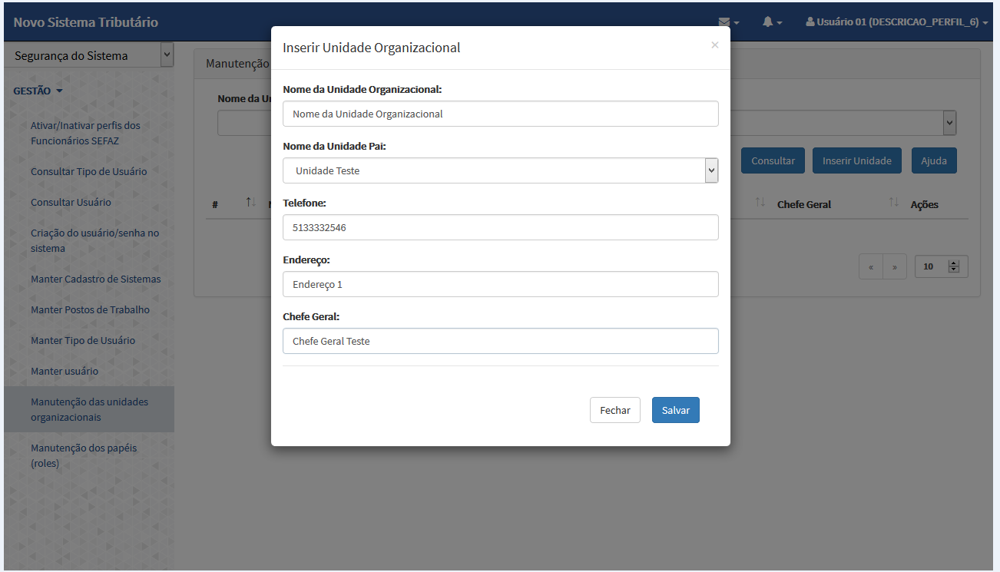 Novo Sistema Tributário
Usuário 01 (DESCRICAO_PERFIL_6)
Segurança do Sistema
GESTÃO
Ativar/Inativar perfis dos
Funcionários SEFAZ
Consultar Tipo de Usuário
Consultar Usuário
Criação do usuário/senha no
sistema
Manter Cadastro de Sistemas
Manter Postos de Trabalho
Manter Tipo de Usuário
Manter usuário
Manutenção das unidades
organizacionais
Manutenção dos papéis
(roles)
Manutenção
Nome da
Consultar Inserir Unidade Ajuda
# Chefe Geral Ações
« » 10
Inserir Unidade Organizacional ×
Nome da Unidade Organizacional:
Nome da Unidade Organizacional
Nome da Unidade Pai:
Unidade Teste
Telefone:
5133332546
Endereço:
Endereço 1
Chefe Geral:
Chefe Geral Teste
Fechar Salvar